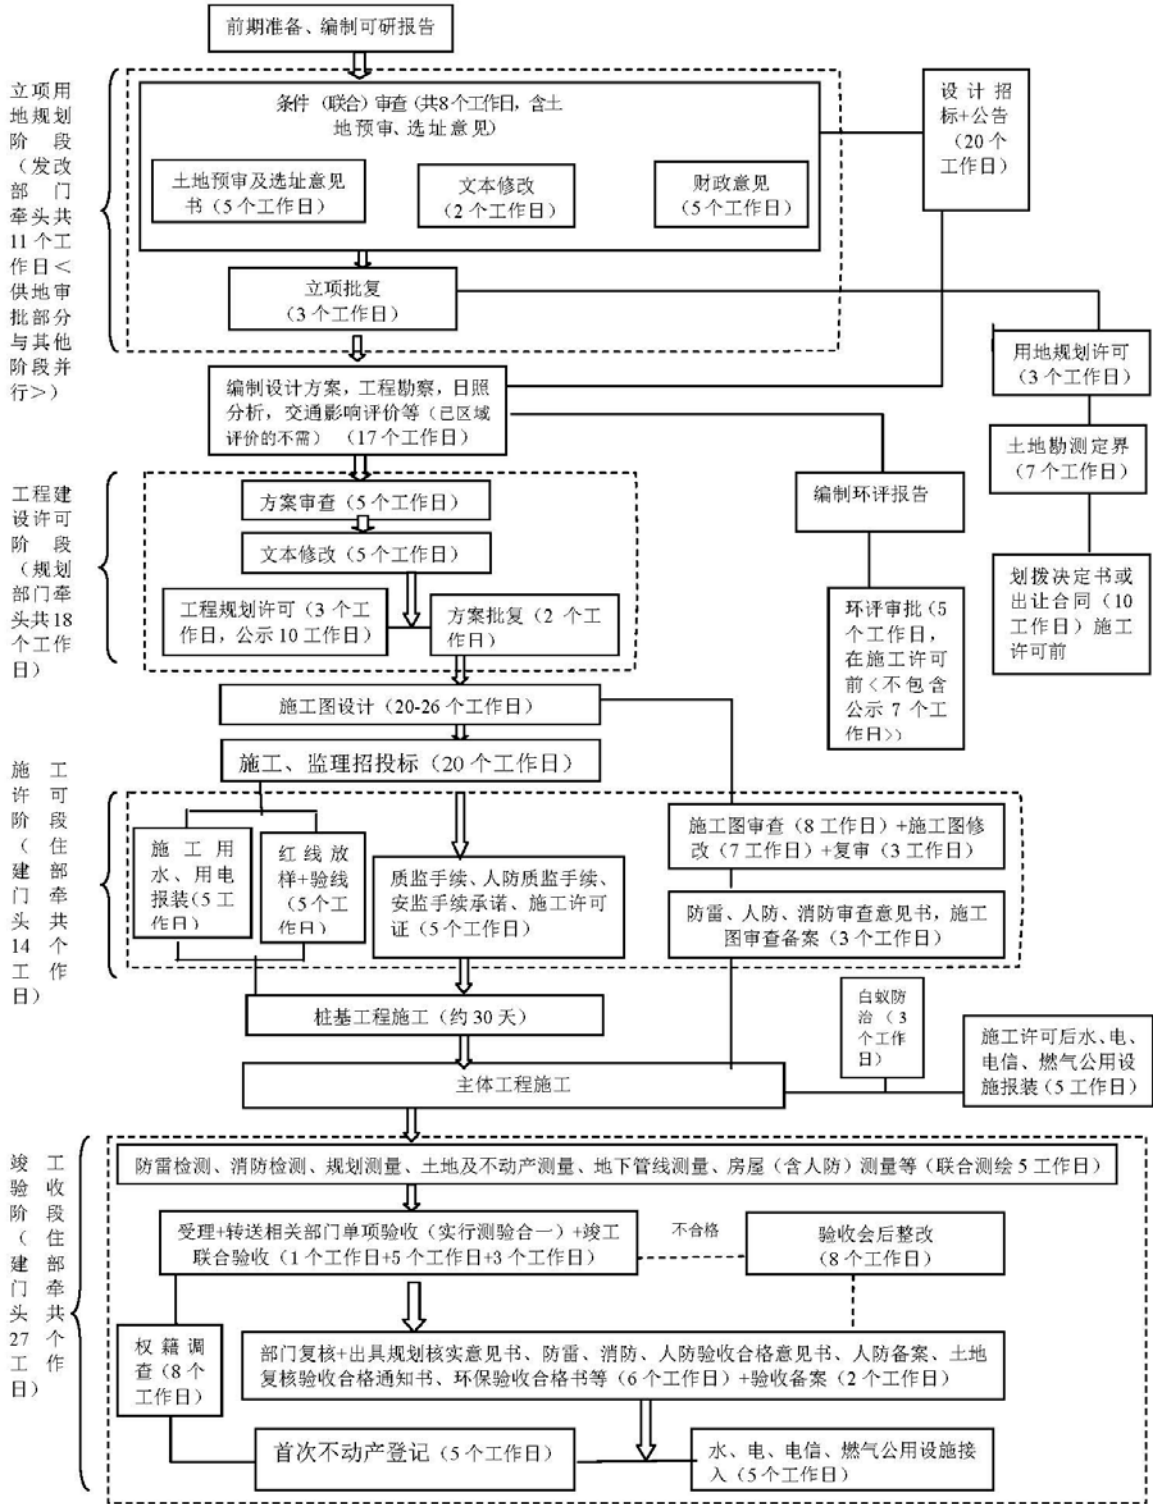 前期准备、编制可研报告
立项用
地规划
阶段
（发改
部门
牵头共
11个工
作日＜
供地审
批部分
与其他
阶段并
行＞）
条件（联合）审查（共8个工作日，含土
地预审、选址意见）
土地预审及选址意见
书（5个工作日）
文本修改
（2个工作日）
财政意见
（5个工作日）
设计招
标+公告
（20个
工作日）
立项批复
（3个工作日）
用地规划许可
（3个工作日）
编制设计方案，工程勘察，日照
分析，交通影响评价等（已区域
评价的不需）（17个工作日）
土地勘测定界
（7个工作日）
编制环评报告
划拨决定书或
出让合同（10
工作日）施工
许可前
环评审批（5
个工作日，
在施工许可
前＜不包含
公示7个工
作日＞）
工程建
设许可
阶段
（规划
部门牵
头共18
个工作
日）
方案审查（5个工作日）
文本修改（5个工作日）
工程规划许可（3个工
作日，公示10工作日）
方案批复（2个工
作日）
施工图设计（20-26个工作日）
施工、监理招投标（20个工作日）
施工
许可
阶段
（住
建部
门牵
头共
14个
工作
日）
施工用
水、用电
报装（5工
作日）
红线放
样+验线
（5个工
作日）
质监手续、人防质监手续、
安监手续承诺、施工许可
证（5个工作日）
施工图审查（8工作日）+施工图修
改（7工作日）+复审（3工作日）
防雷、人防、消防审查意见书，施工
图审查备案（3个工作日）
桩基工程施工（约30天）
白蚁防
治（3
个工作
日）
施工许可后水、电、
电信、燃气公用设
施报装（5工作日）
主体工程施工
竣工
验收
阶段
（住
建部
门牵
头共
27个
工作
日）
防雷检测、消防检测、规划测量、土地及不动产测量、地下管线测量、房屋（含人防）测量等（联合测绘5工作日）
受理+转送相关部门单项验收（实行测验合一）+竣工
联合验收（1个工作日+5个工作日+3个工作日）
不合格
验收会后整改
（8个工作日）
权籍调
查（8个
工作日）
部门复核+出具规划核实意见书、防雷、消防、人防验收合格意见书、人防备案、土地
复核验收合格通知书、环保验收合格书等（6个工作日）+验收备案（2个工作日）
首次不动产登记（5个工作日）
水、电、电信、燃气公用设施接
入（5个工作日）